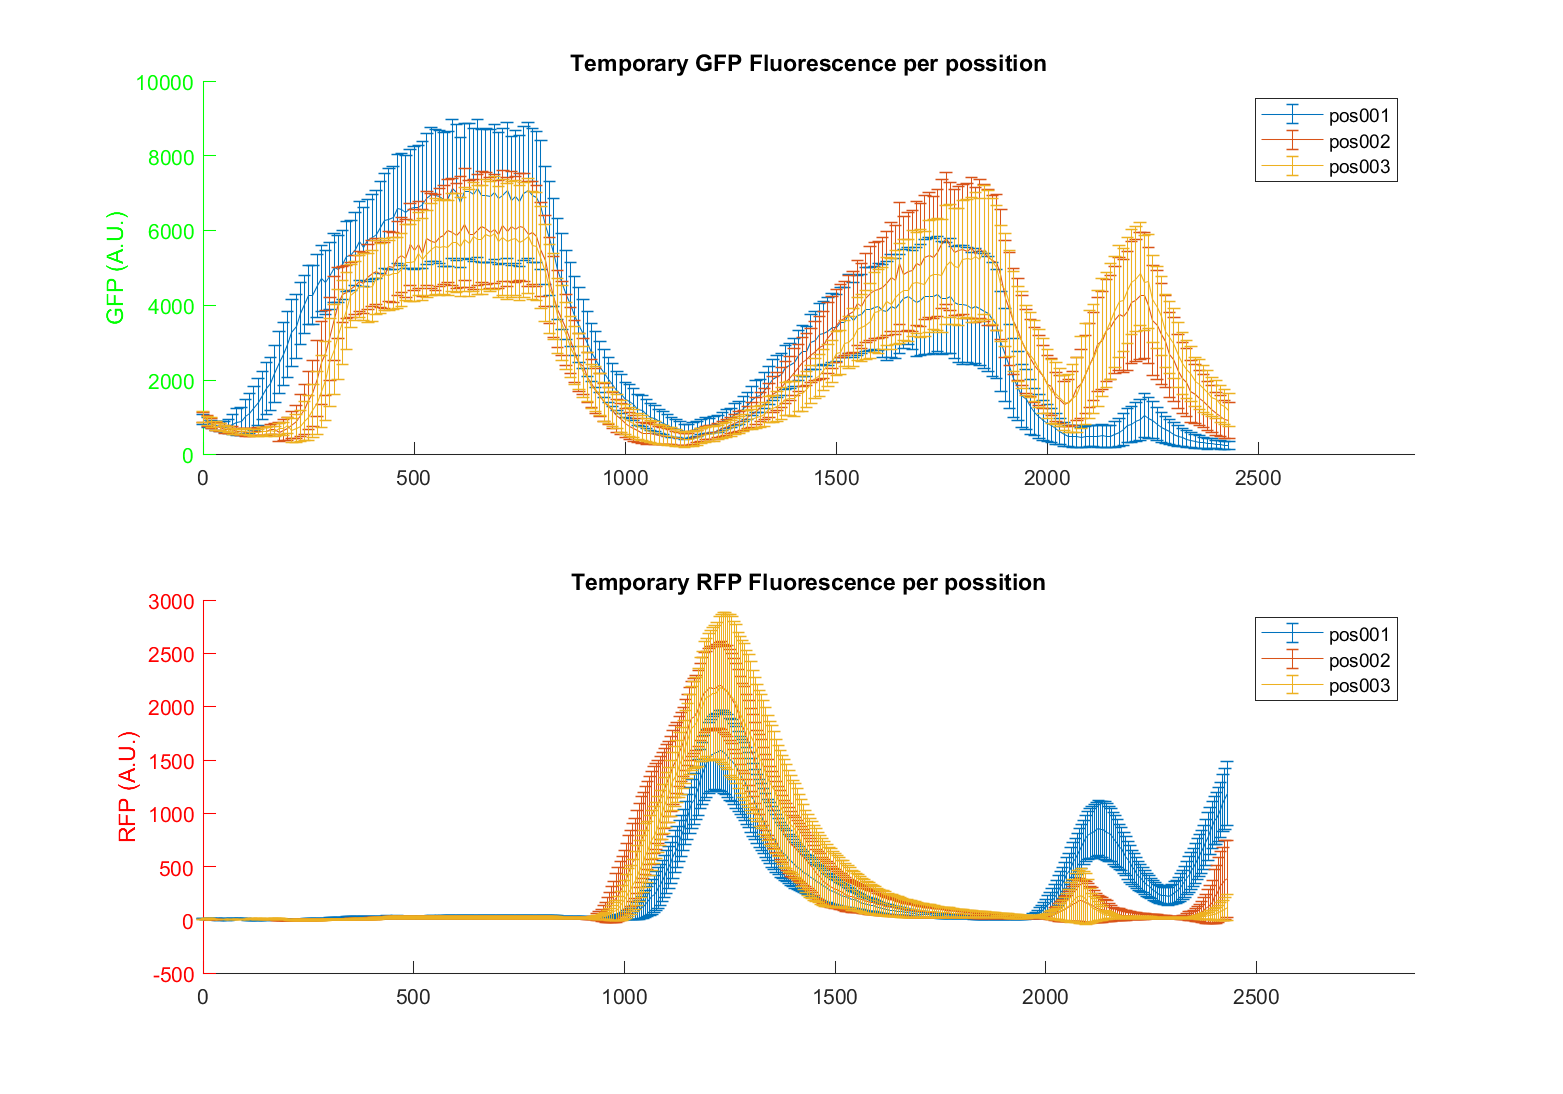 Temporary GFP Fluorescence per possition
GFP (A.U.)
10000
8000
6000
4000
2000
0
0 500 1000 1500 2000 2500
pos001
pos002
pos003
Temporary RFP Fluorescence per possition
RFP (A.U.)
3000
2500
2000
1500
1000
500
0
-500
0 500 1000 1500 2000 2500
pos001
pos002
pos003